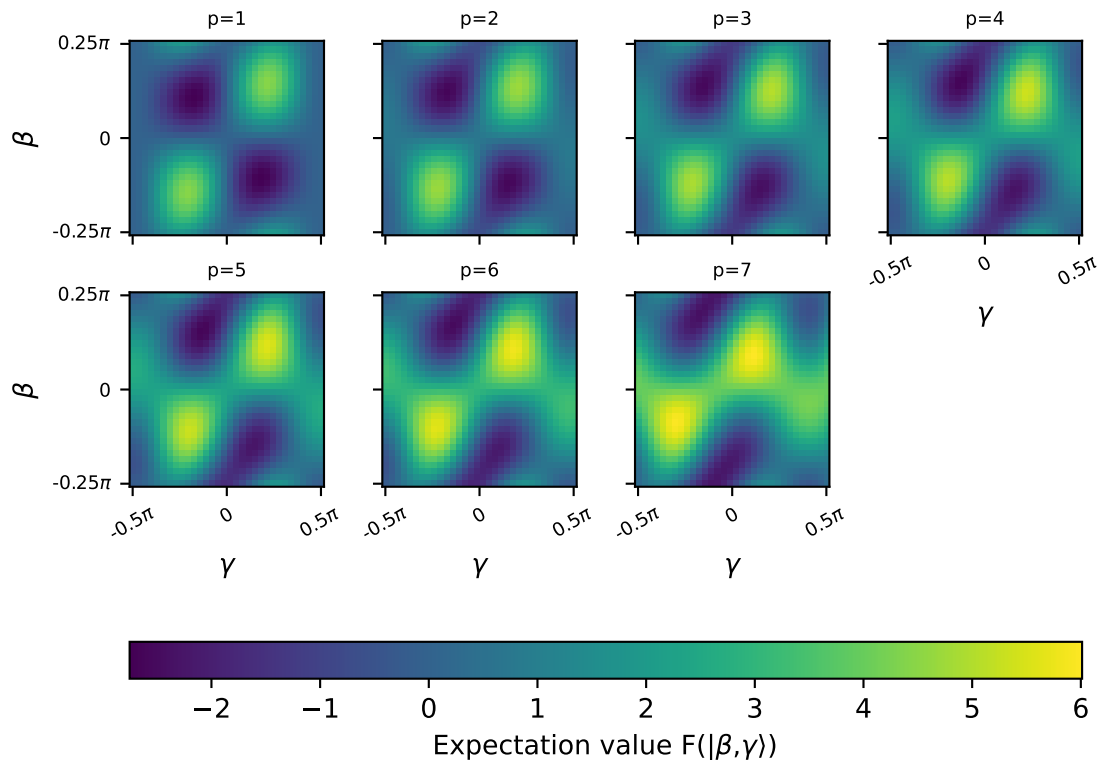 p=1 p=2 p=3 p=4
0.25π
β
0
-0.25π
-0.5π 0 0.5π
γ
p=5 p=6 p=7
0.25π
β
0
-0.25π
-0.5π 0 0.5π -0.5π 0 0.5π -0.5π 0 0.5π
γ γ γ
−2 −1 0 1 2 3 4 5 6
Expectation value F(|β,γ⟩)